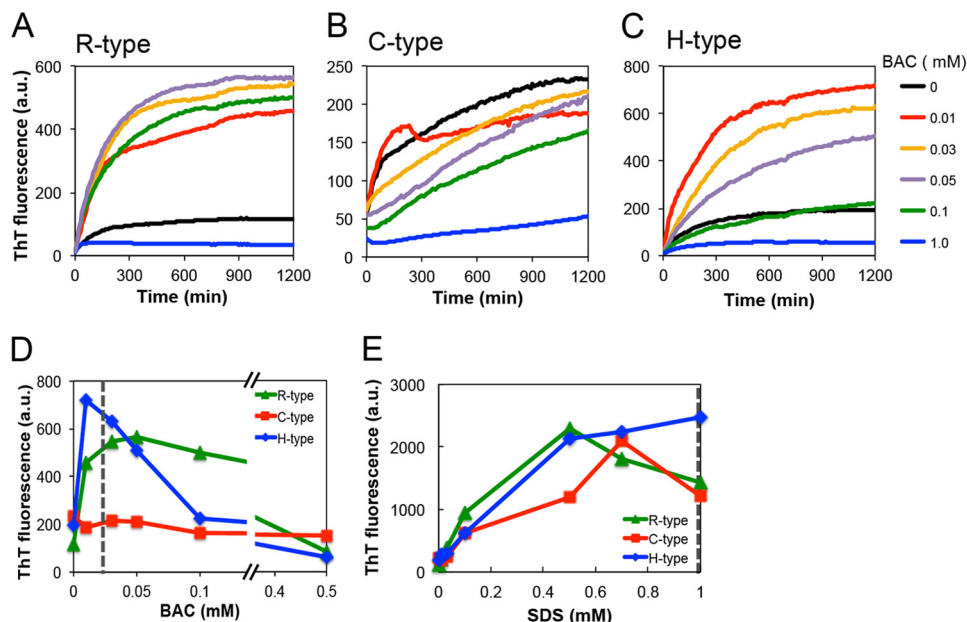 A
R-type
ThT fluorescence (a.u.)
600
400
200
0
0
300
600
900
1200
Time (min)
B
C-type
250
200
150
100
50
0
0
300
600
900
1200
Time (min)
C
H-type
800
600
400
200
0
0
300
600
900
1200
Time (min)
BAC ( mM)
0
0.01
0.03
0.05
0.1
1.0
D
ThT fluorescence (a.u.)
800
600
400
200
0
0
0.05
0.1
0.4
0.5
BAC (mM)
R-type
C-type
H-type
E
ThT fluorescence (a.u.)
3000
2000
1000
0
0
0.2
0.4
0.6
0.8
1
SDS (mM)
R-type
C-type
H-type